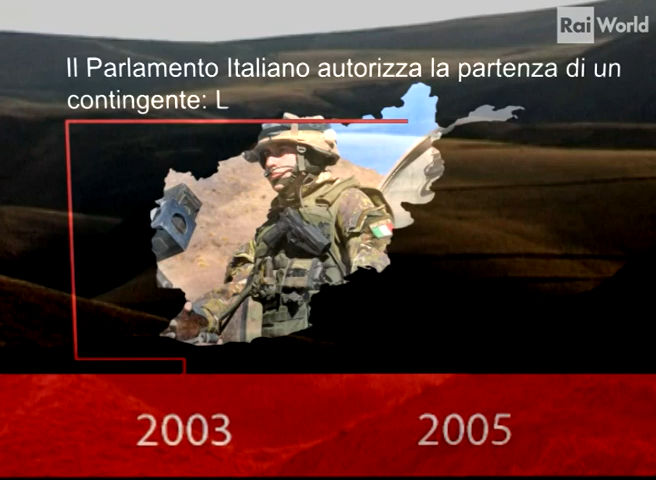 Rai World
Il Parlamento Italiano autorizza la partenza di un
contingente: L
2003 2005